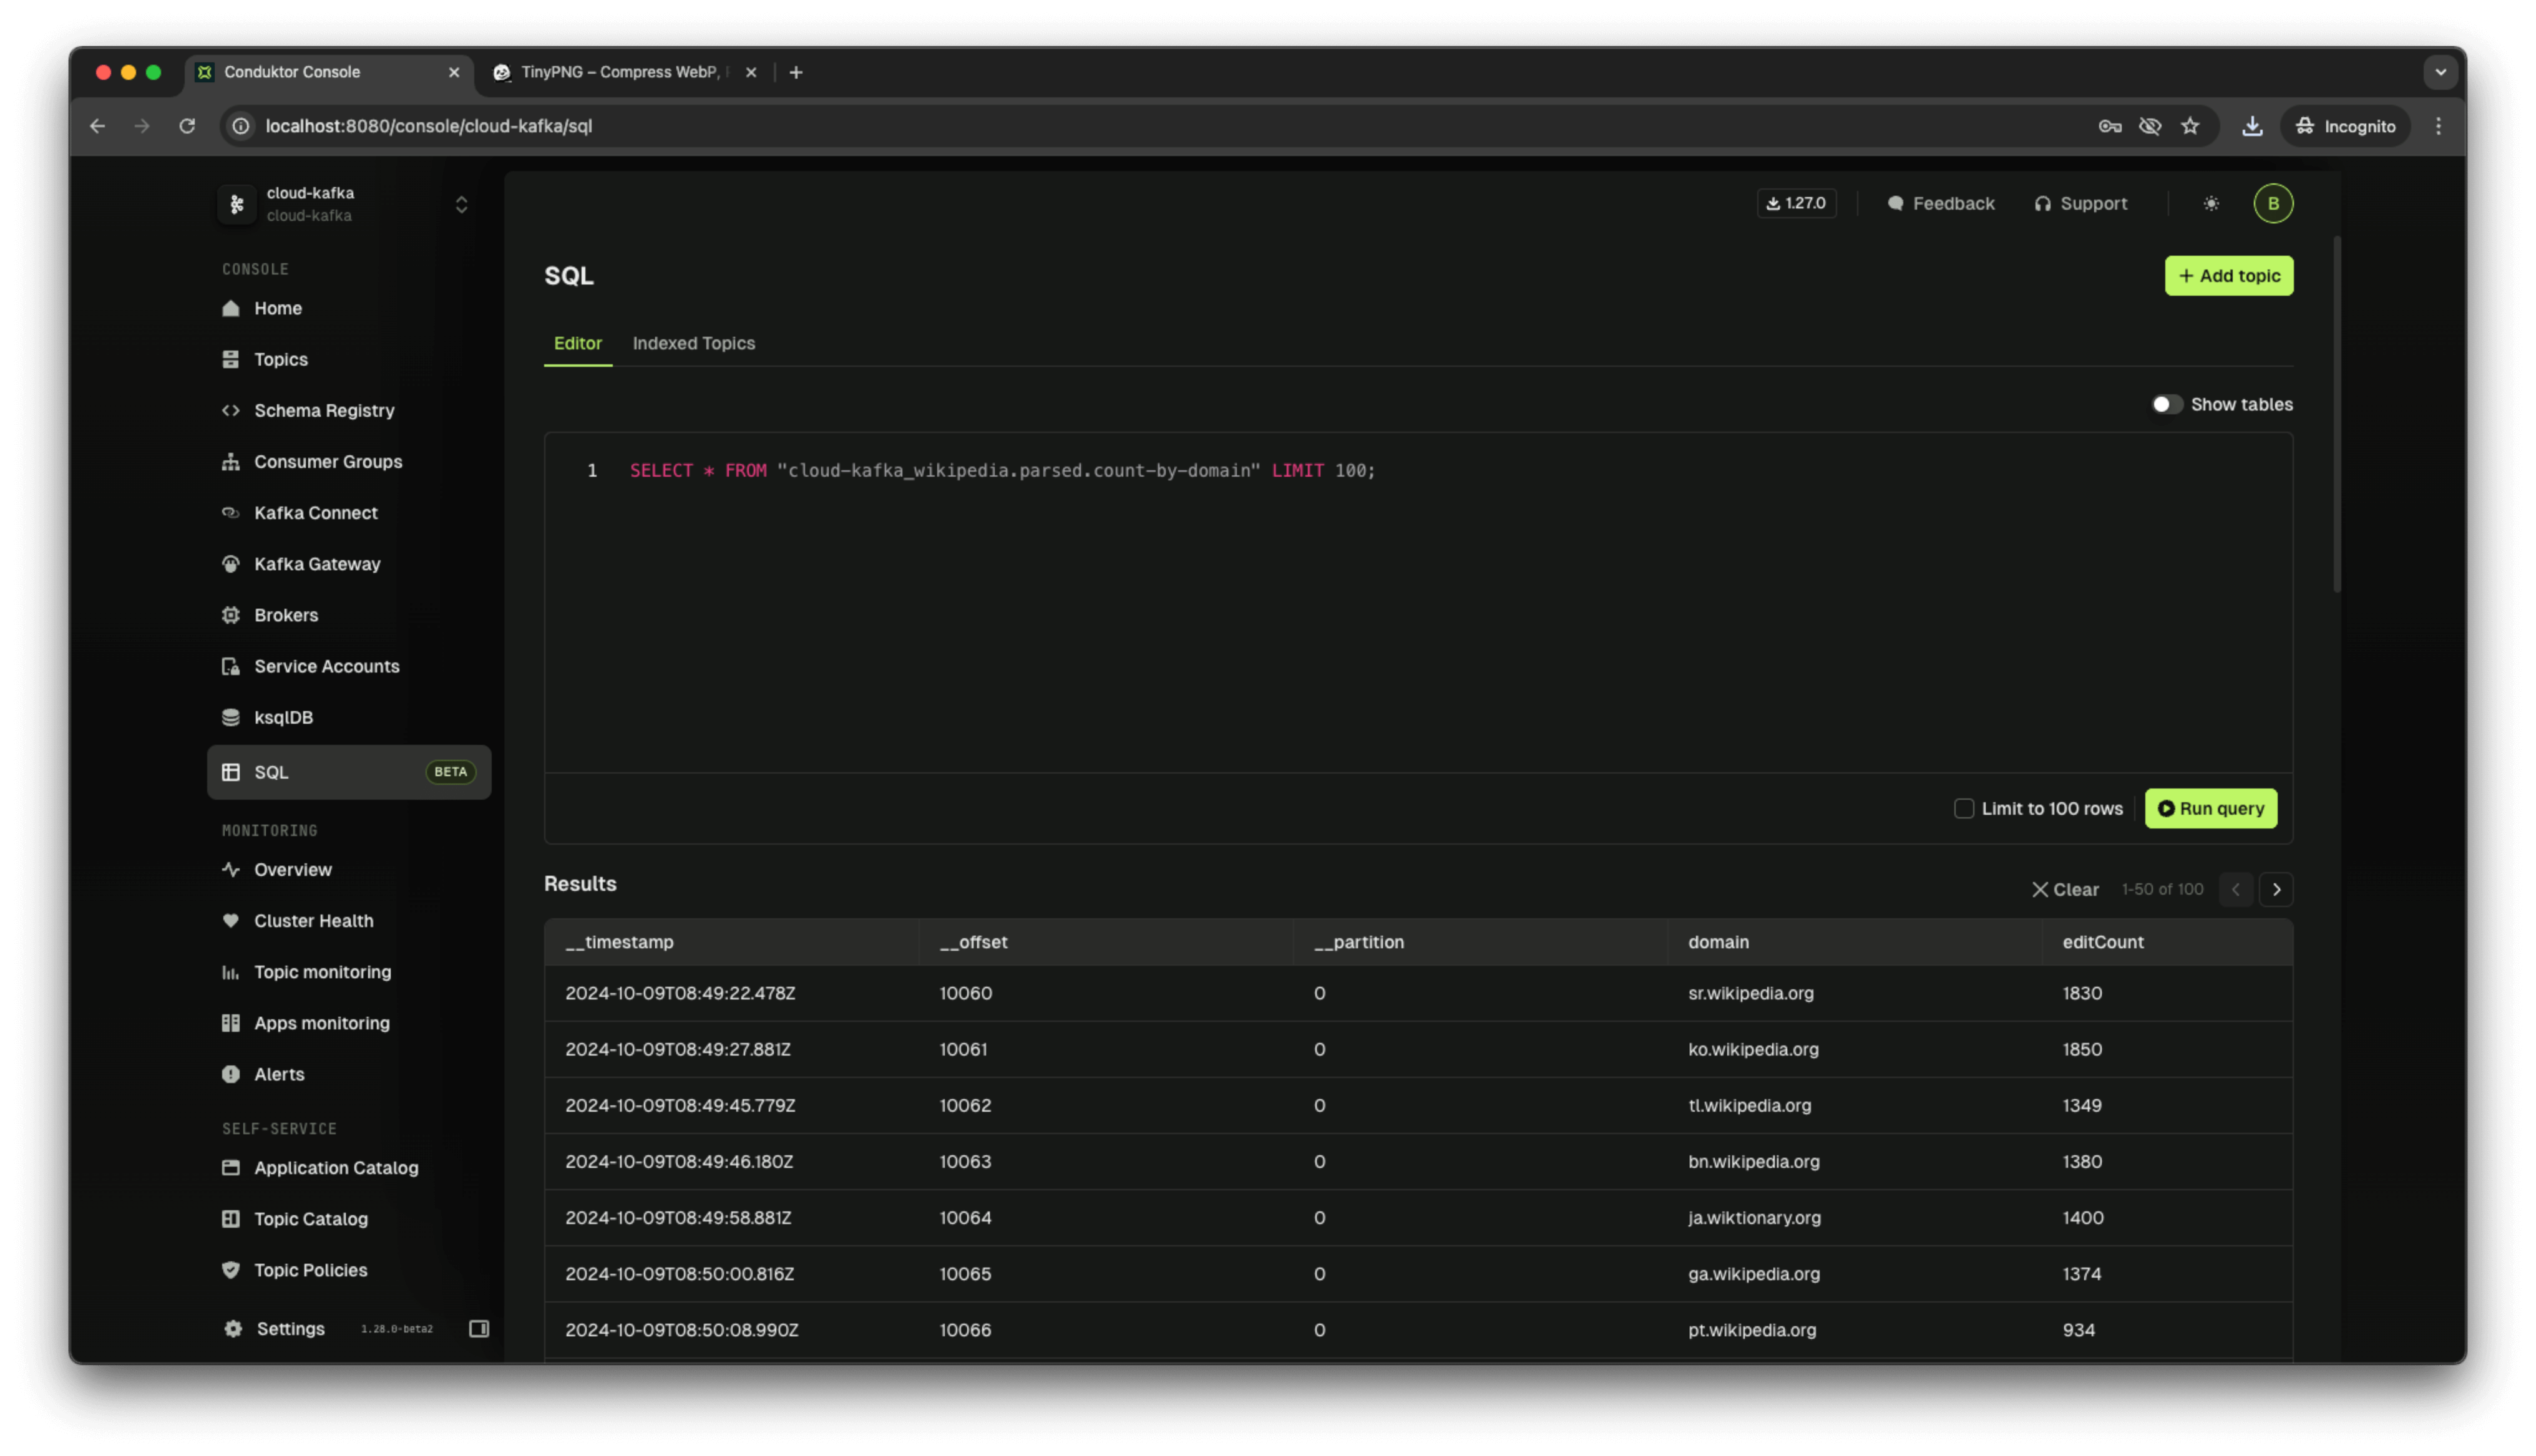 Conduktor Console
TinyPNG – Compress WebP,
localhost:8080/console/cloud-kafka/sql
Incognito
cloud-kafka
cloud-kafka
1.27.0
Feedback
Support
B
CONSOLE
Home
Topics
Schema Registry
Consumer Groups
Kafka Connect
Kafka Gateway
Brokers
Service Accounts
ksqlDB
SQL BETA
MONITORING
Overview
Cluster Health
Topic monitoring
Apps monitoring
Alerts
SELF-SERVICE
Application Catalog
Topic Catalog
Topic Policies
Settings 1.28.0-beta2
SQL
+ Add topic
Editor Indexed Topics
Show tables
1 SELECT * FROM "cloud-kafka_wikipedia.parsed.count-by-domain" LIMIT 100;
Limit to 100 rows Run query
Results
Clear 1-50 of 100
__timestamp __offset __partition domain editCount
2024-10-09T08:49:22.478Z 10060 0 sr.wikipedia.org 1830
2024-10-09T08:49:27.881Z 10061 0 ko.wikipedia.org 1850
2024-10-09T08:49:45.779Z 10062 0 tl.wikipedia.org 1349
2024-10-09T08:49:46.180Z 10063 0 bn.wikipedia.org 1380
2024-10-09T08:49:58.881Z 10064 0 ja.wiktionary.org 1400
2024-10-09T08:50:00.816Z 10065 0 ga.wikipedia.org 1374
2024-10-09T08:50:08.990Z 10066 0 pt.wikipedia.org 934